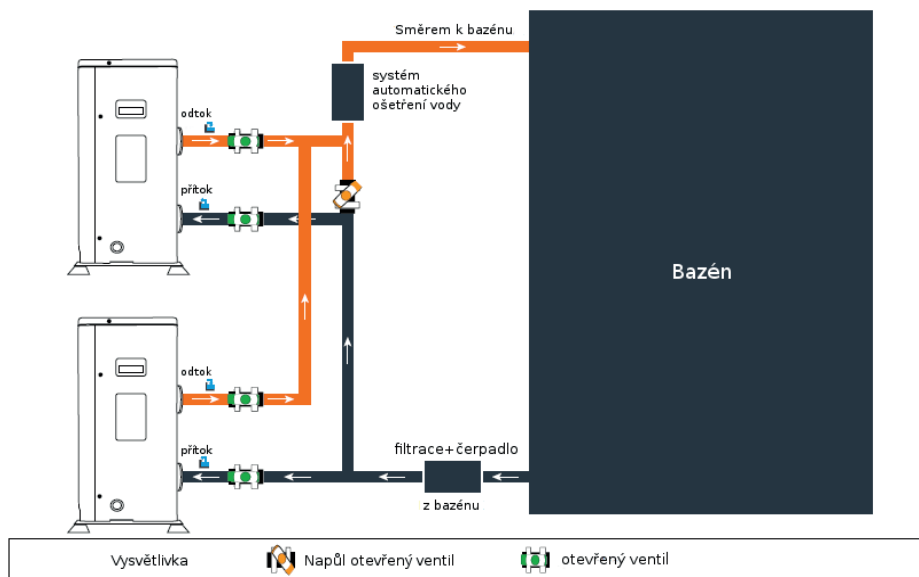 Směrem k bazénu
systém
automatického
ošetření vody
odtok
přítok
Bazén
odtok
přítok
filtrace+čerpadlo
z bazénu
Vysvětlivka
Napůl otevřený ventil
otevřený ventil